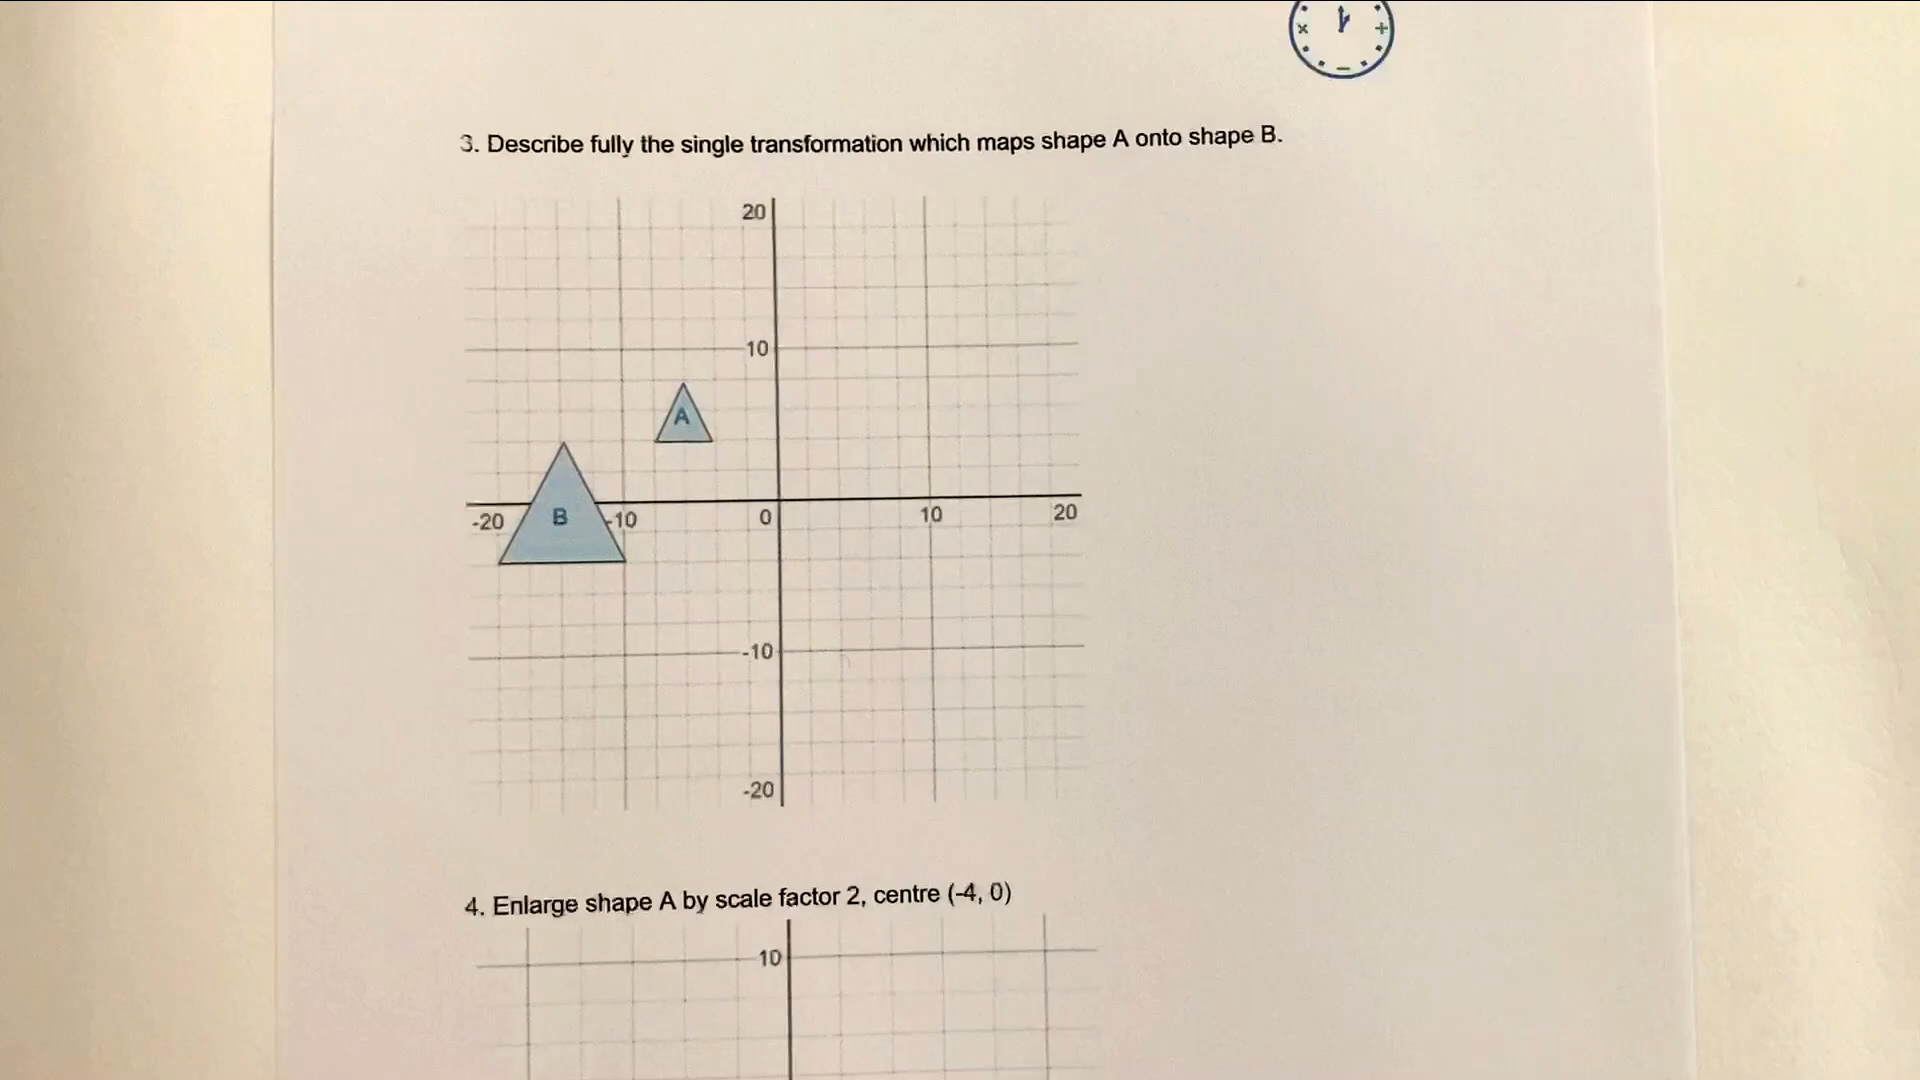 3. Describe fully the single transformation which maps shape A onto shape B.
20
10
A
B
-20
-10
0
10
20
-10
-20
4. Enlarge shape A by scale factor 2, centre (-4, 0)
10